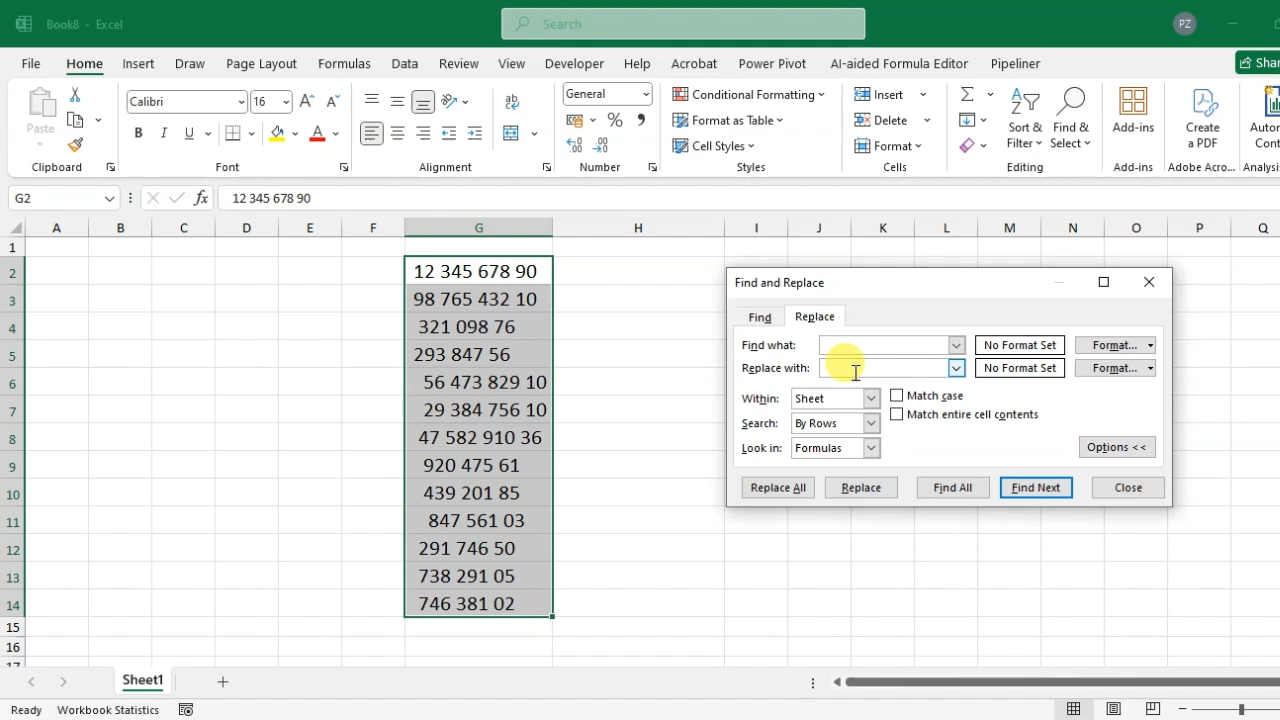 Book8 - Excel
Search
PZ
File Home Insert Draw Page Layout Formulas Data Review View Developer Help Acrobat Power Pivot AI-aided Formula Editor Pipeliner
Paste
Calibri 16
General
Conditional Formatting
Format as Table
Cell Styles
Insert
Delete
Format
Sort & Filter
Find & Select
Add-ins
Create a PDF
Clipboard Font Alignment Number Styles Cells Editing Add-ins Adobe Acro...
G2 fx 12 345 678 90
A B C D E F G H I J K L M N O P Q
1
2 12 345 678 90
3 98 765 432 10
4 321 098 76
5 293 847 56
6 56 473 829 10
7 29 384 756 10
8 47 582 910 36
9 920 475 61
10 439 201 85
11 847 561 03
12 291 746 50
13 738 291 05
14 746 381 02
15
16
Find and Replace
Find Replace
Find what: No Format Set Format...
Replace with: No Format Set Format...
Within: Sheet Match case
Match entire cell contents
Search: By Rows
Look in: Formulas Options <<
Replace All Replace Find All Find Next Close
Sheet1
Ready Workbook Statistics